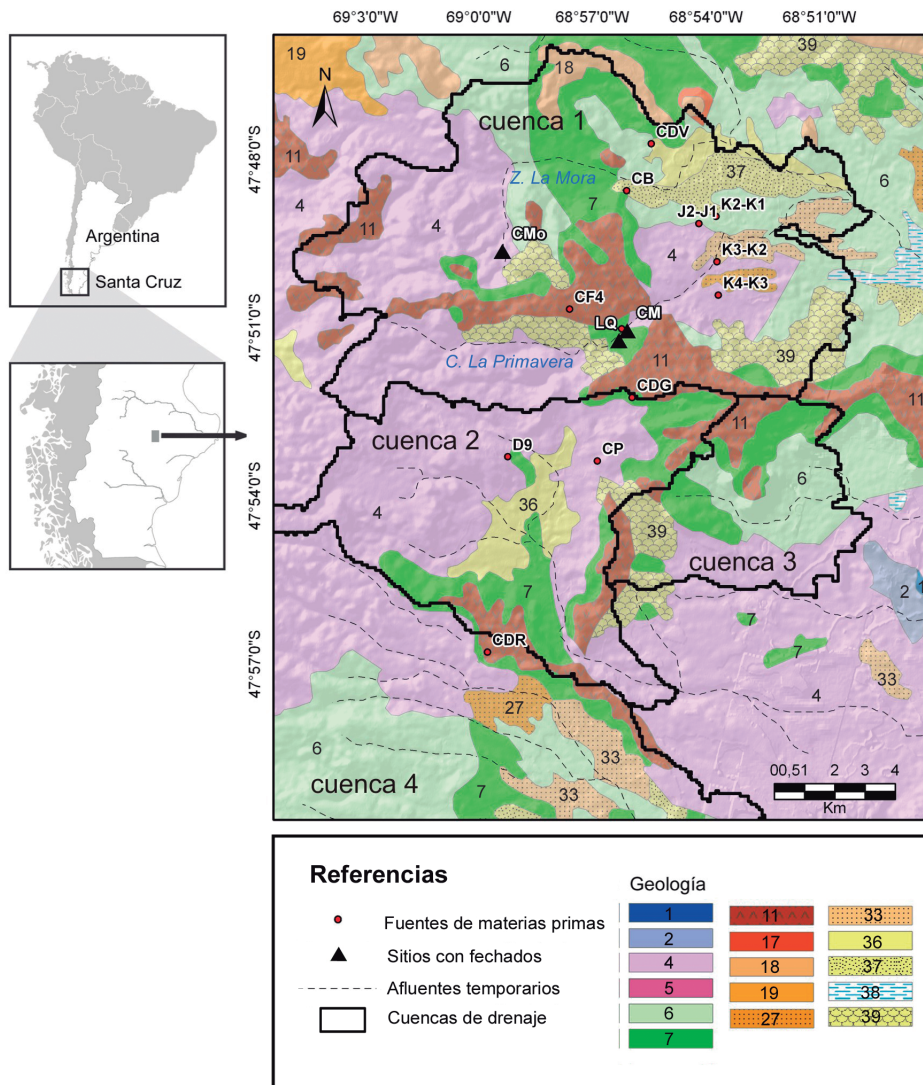 69°3'0"W 69°0'0"W 68°57'0"W 68°54'0"W 68°51'0"W
Argentina
Santa Cruz
47°48'0"S
47°51'0"S
47°54'0"S
47°57'0"S
N
19
6
18
39
cuenca 1
CDV
11
37
CB
6
Z. La Mora
K2-K1
J2-J1
4
4
7
11
CMo
4
K3-K2
38
K4-K3
CF4
CM
LQ
C. La Primavera
11
39
CDG
11
11
cuenca 2
D9
CP
6
4
36
39
cuenca 3
2
1
7
7
7
CDR
33
4
27
6
33
cuenca 4
7
33
00,51 2 3 4
Km
Referencias
Fuentes de materias primas
Sitios con fechados
Afluentes temporarios
Cuencas de drenaje
Geología
1
2
4
5
6
7
11
17
18
19
27
33
36
37
38
39